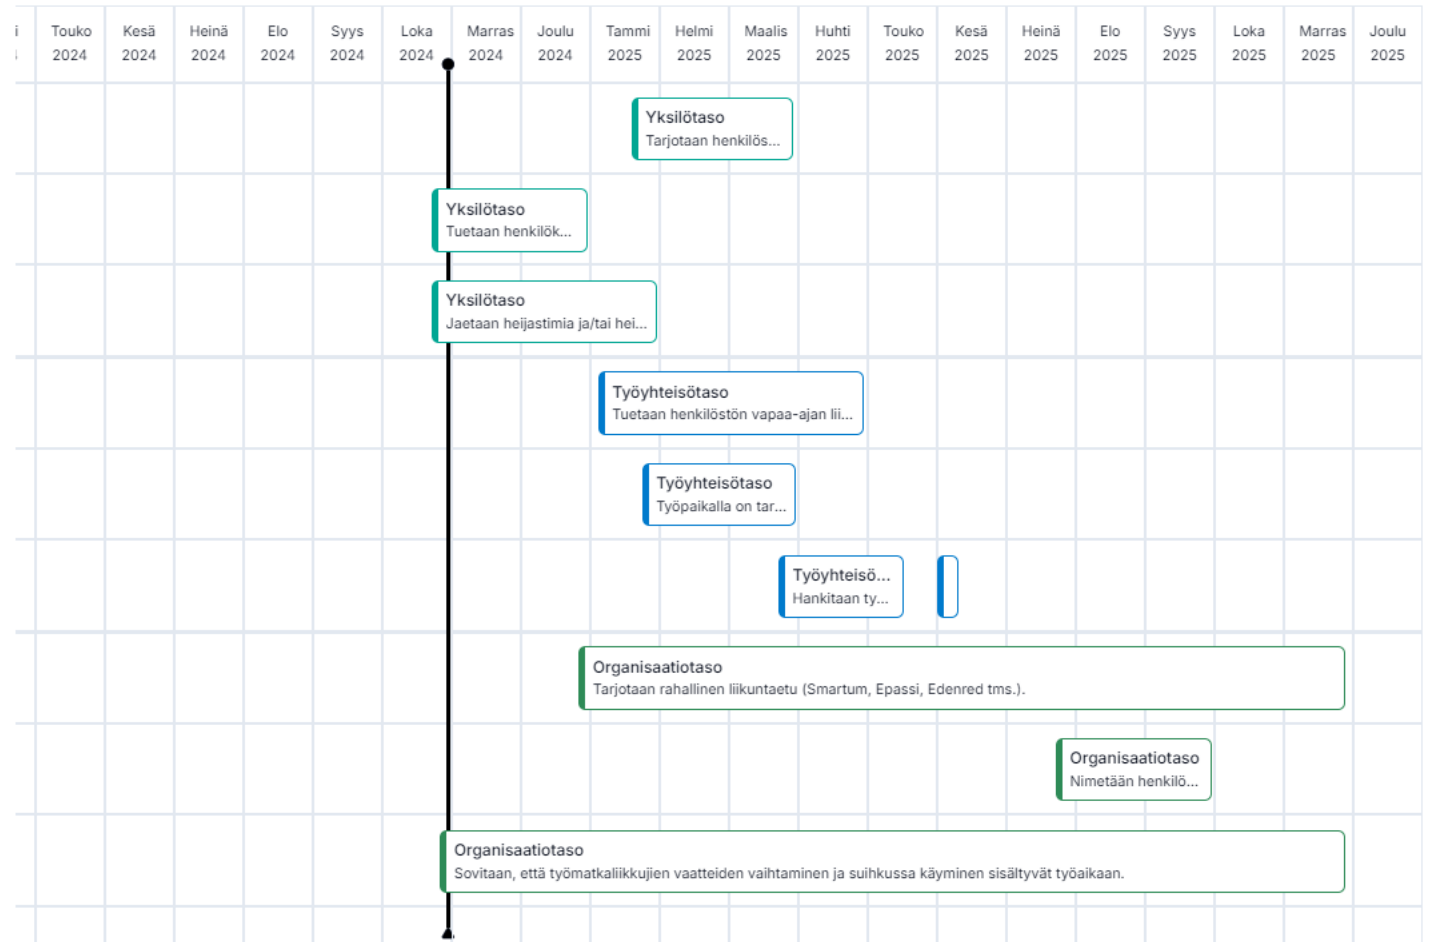 Touko Kesä Heinä Elo Syys Loka Marras Joulu Tammi Helmi Maalis Huhti Touko Kesä Heinä Elo Syys Loka Marras Joulu
2024 2024 2024 2024 2024 2024 2024 2024 2025 2025 2025 2025 2025 2025 2025 2025 2025 2025 2025 2025
Yksilötaso
Tarjotaan henkilös...
Yksilötaso
Tuetaan henkilök...
Yksilötaso
Jaetaan heijastimia ja/tai hei...
Työyhteisötaso
Tuetaan henkilöstön vapaa-ajan lii...
Työyhteisötaso
Työpaikalla on tar...
Työyhteisö...
Hankitaan ty...
Organisaatiotaso
Tarjotaan rahallinen liikuntaetu (Smartum, Epassi, Edenred tms.).
Organisaatiotaso
Nimetään henkilö...
Organisaatiotaso
Sovitaan, että työmatkaliikkujien vaatteiden vaihtaminen ja suihkussa käyminen sisältyvät työaikaan.